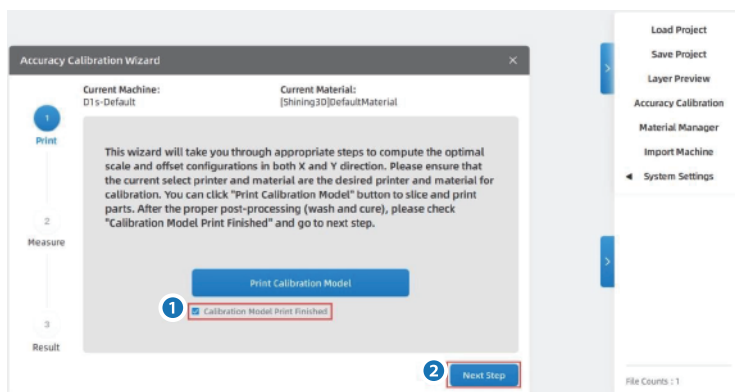 Accuracy Calibration Wizard
Current Machine:
D1s-Default
Current Material:
[Shining3D]DefaultMaterial
1
Print
2
Measure
3
Result
This wizard will take you through appropriate steps to compute the optimal
scale and offset configurations in both X and Y direction. Please ensure that
the current select printer and material are the desired printer and material for
calibration. You can click "Print Calibration Model" button to slice and print
parts. After the proper post-processing (wash and cure), please check
"Calibration Model Print Finished" and go to next step.
Print Calibration Model
1
Calibration Model Print Finished
2
Next Step
Load Project
Save Project
Layer Preview
Accuracy Calibration
Material Manager
Import Machine
System Settings
File Counts : 1